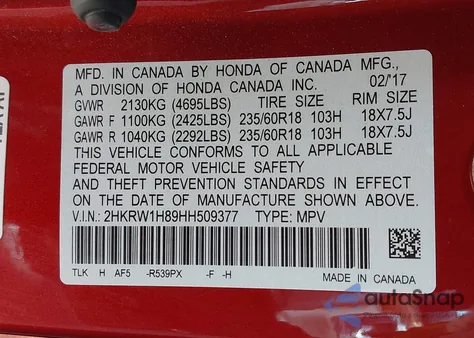 MFD. IN CANADA BY HONDA OF CANADA MFG.,
A DIVISION OF HONDA CANADA INC. 02/'17
GVWR 2130KG (4695LBS) TIRE SIZE RIM SIZE
GAWR F 1100KG (2425LBS) 235/60R18 103H 18X7.5J
GAWR R 1040KG (2292LBS) 235/60R18 103H 18X7.5J
THIS VEHICLE CONFORMS TO ALL APPLICABLE
FEDERAL MOTOR VEHICLE SAFETY
AND THEFT PREVENTION STANDARDS IN EFFECT
ON THE DATE OF MANUFACTURE SHOWN ABOVE.
V.I.N.: 2HKRW1H89HH509377 TYPE: MPV
TLK H AF5 -R539PX -F -H
MADE IN CANADA
autoSnap